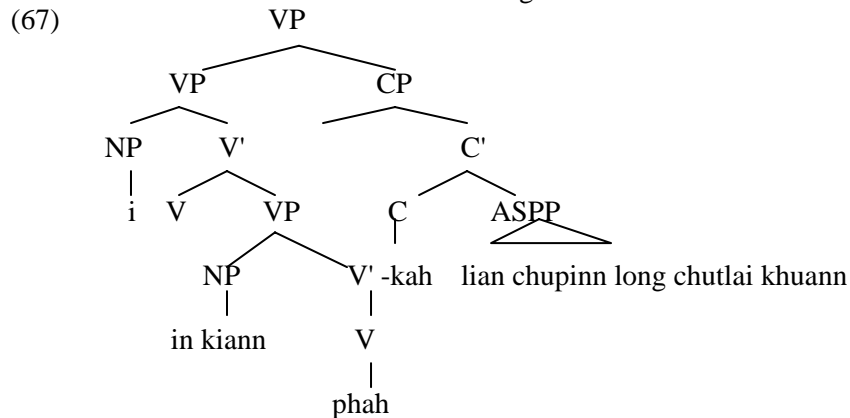 (67) VP
VP CP
NP V' C'
i V VP C ASPP
NP V' -kah lian chupinn long chutlai khuann
in kiann V
phah